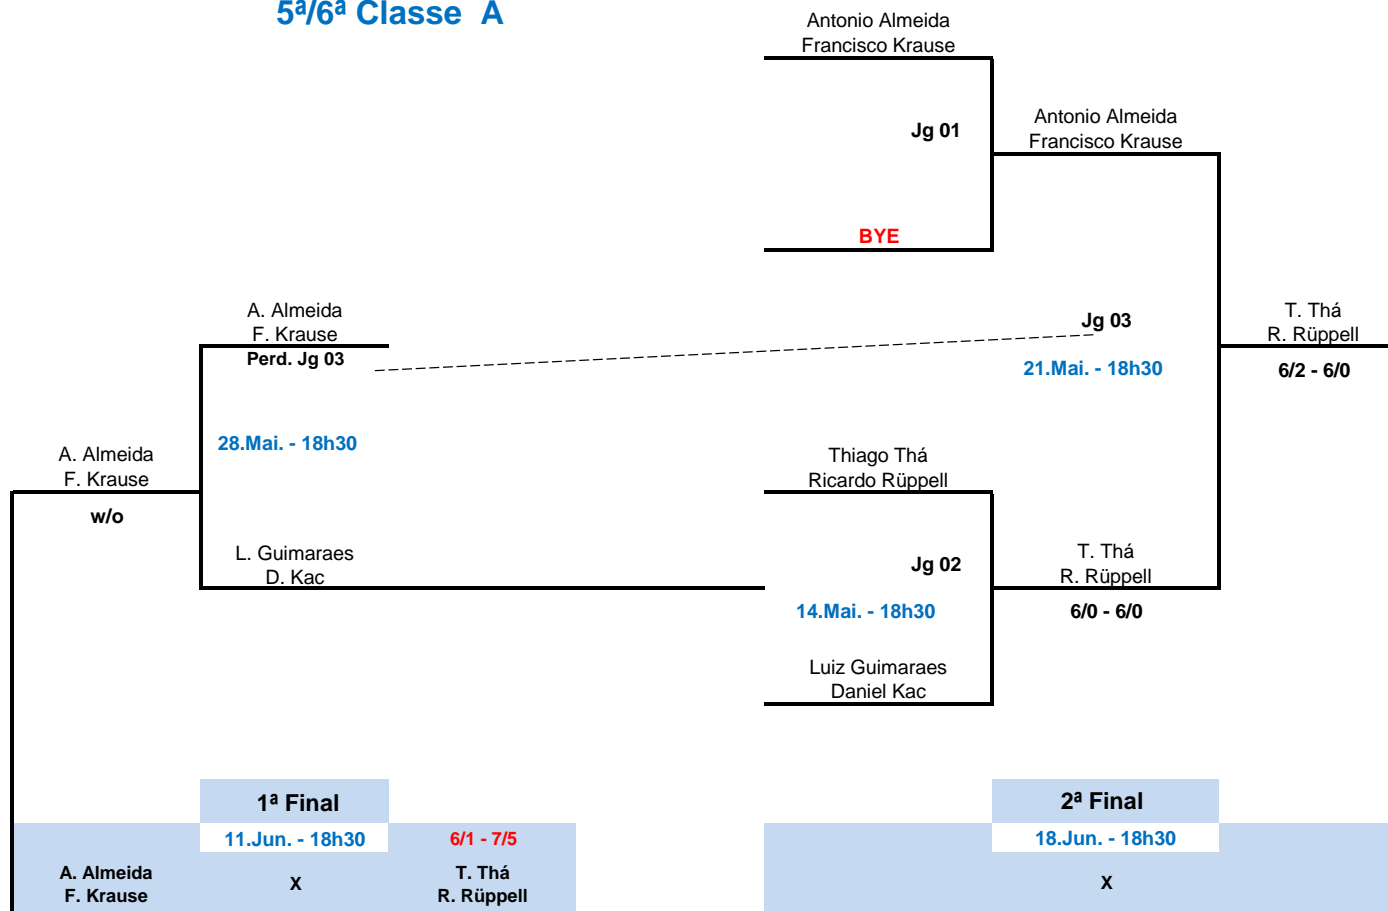 5ª/6ª Classe  A
Antonio Almeida
Francisco Krause
Jg 01
Antonio Almeida
Francisco Krause
BYE
A. Almeida
F. Krause
Perd. Jg 03
Jg 03
T. Thá
R. Rüppell
21.Mai. - 18h30
6/2 - 6/0
28.Mai. - 18h30
A. Almeida
F. Krause
w/o
Thiago Thá
Ricardo Rüppell
L. Guimaraes
D. Kac
Jg 02
T. Thá
R. Rüppell
14.Mai. - 18h30
6/0 - 6/0
Luiz Guimaraes
Daniel Kac
1ª Final
11.Jun. - 18h30
6/1 - 7/5
A. Almeida
F. Krause
X
T. Thá
R. Rüppell
2ª Final
18.Jun. - 18h30
X